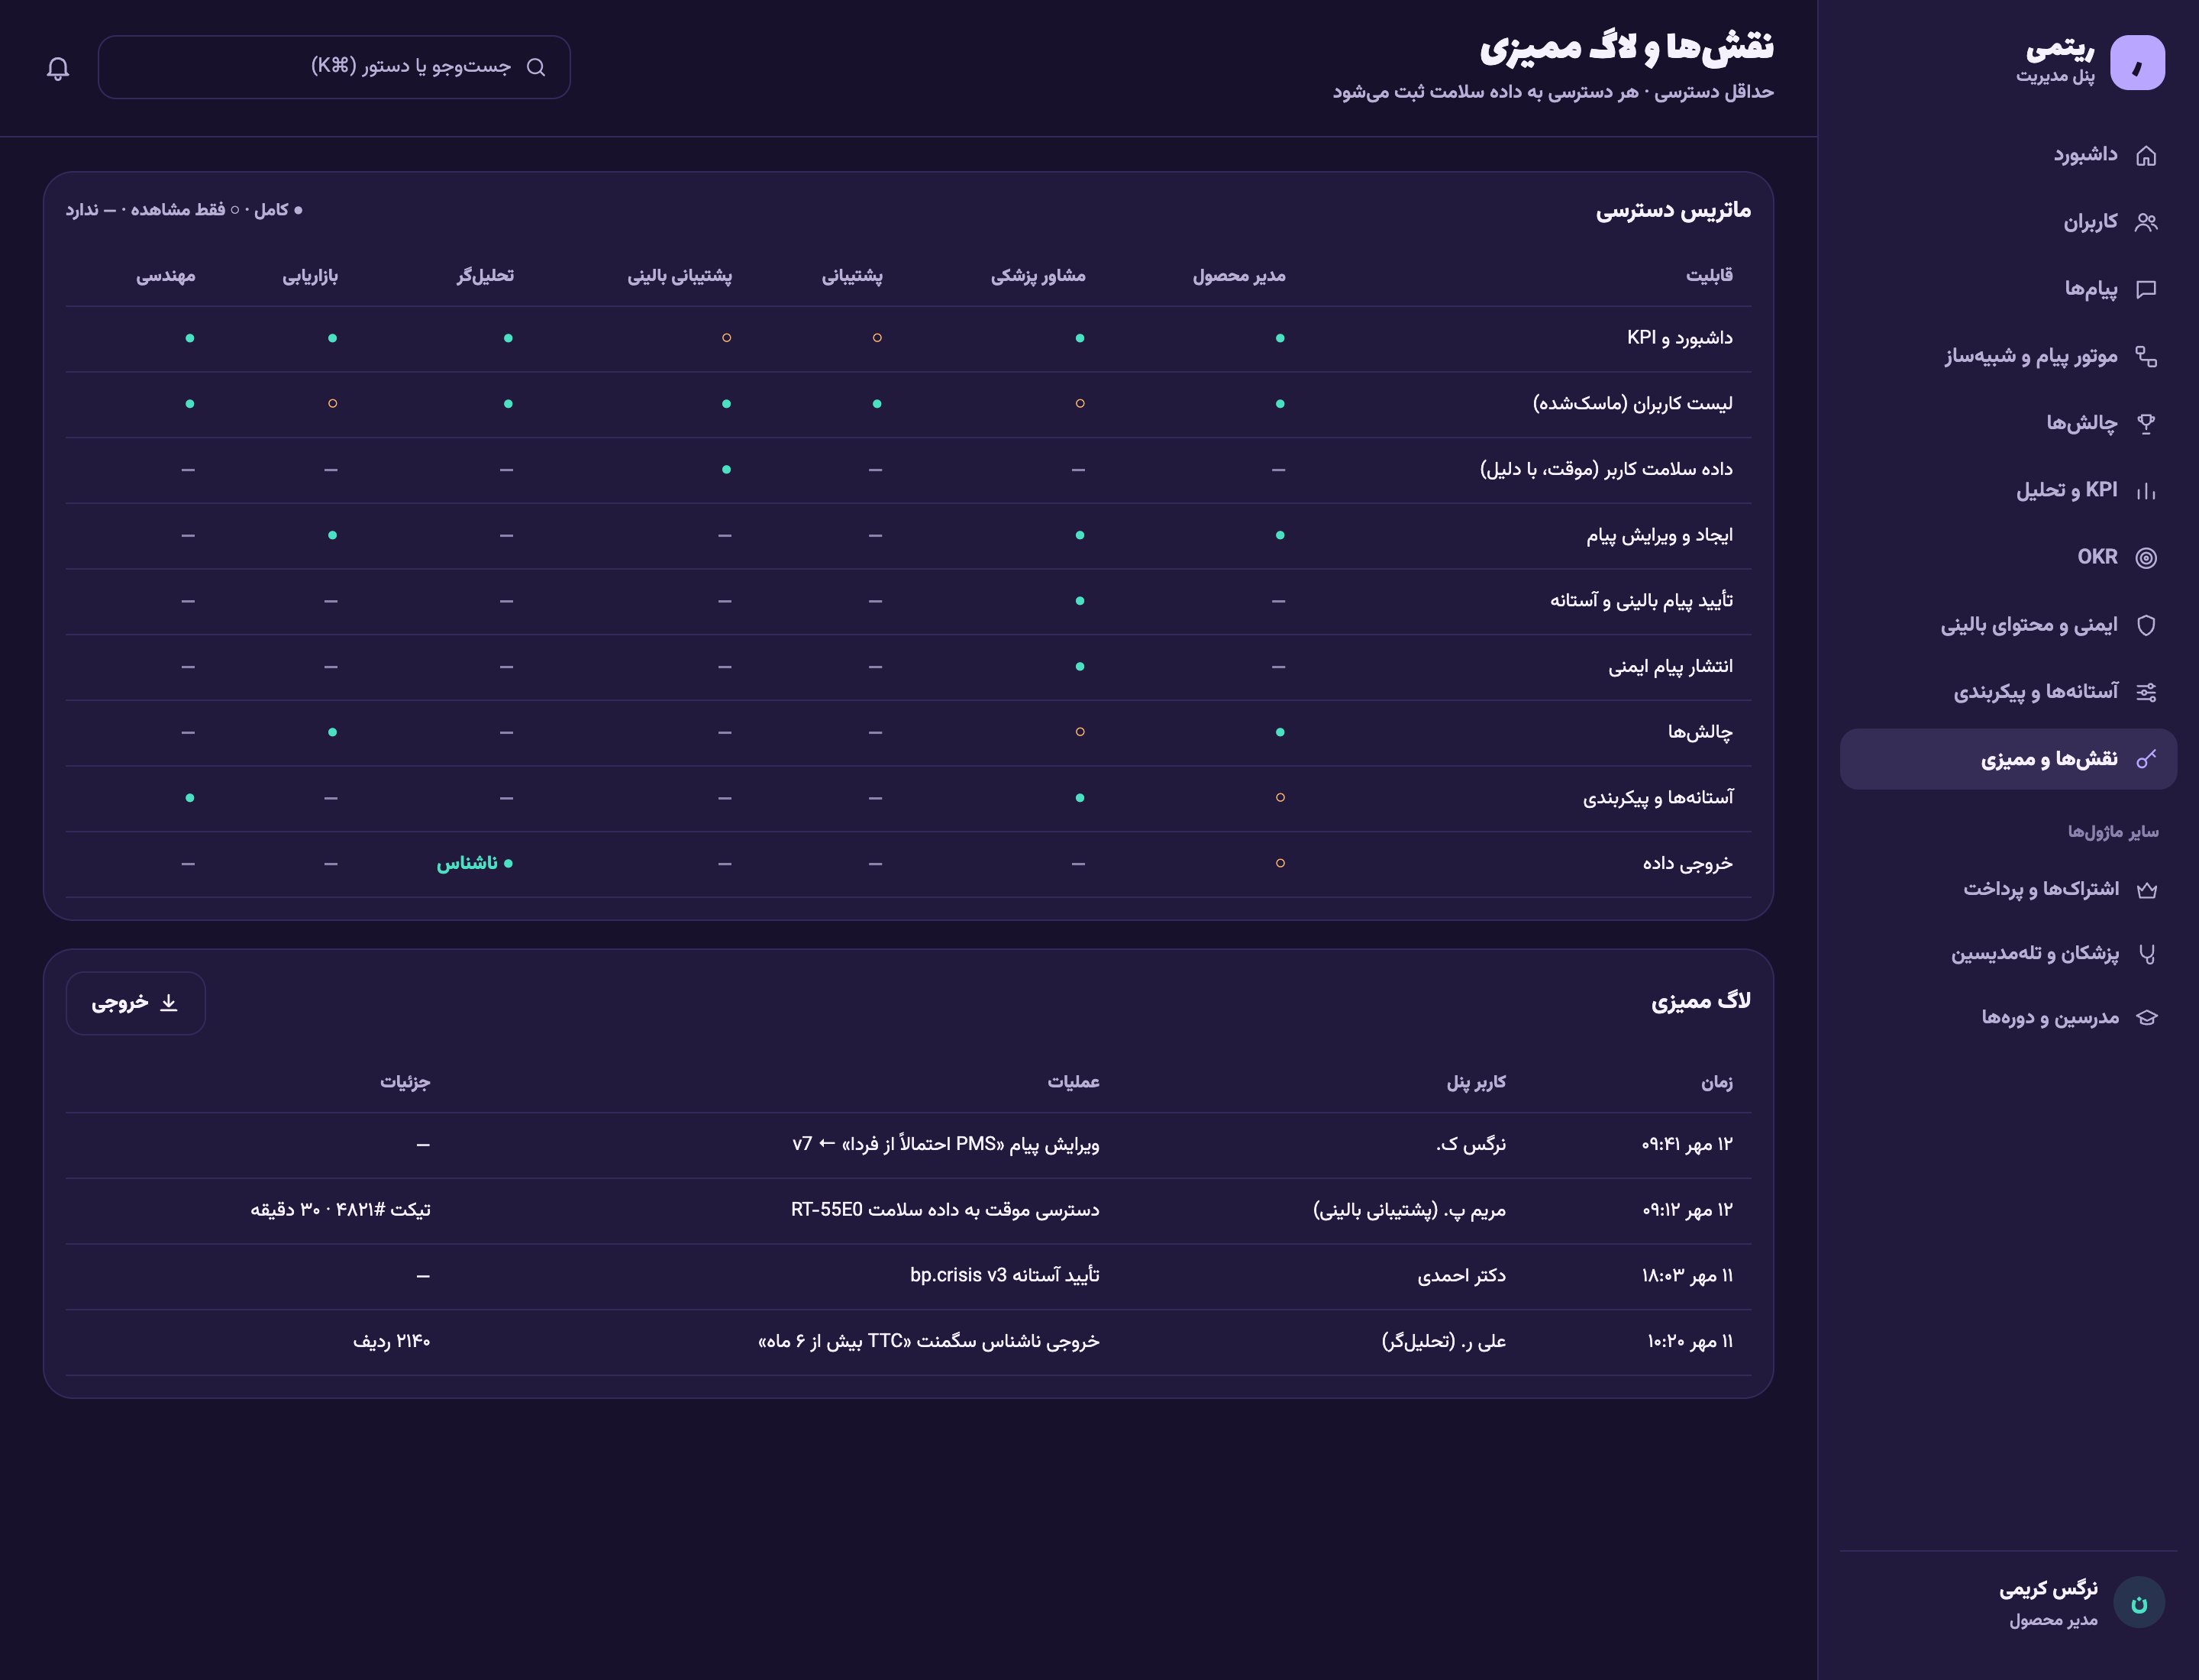 ریتمی
پنل مدیریت
داشبورد
کاربران
پیام‌ها
موتور پیام و شبیه‌ساز
چالش‌ها
KPI و تحلیل
OKR
ایمنی و محتوای بالینی
آستانه‌ها و پیکربندی
نقش‌ها و ممیزی
سایر ماژول‌ها
اشتراک‌ها و پرداخت
پزشکان و تله‌مدیسین
مدرسین و دوره‌ها
ن
نرگس کریمی
مدیر محصول
نقش‌ها و لاگ ممیزی
حداقل دسترسی · هر دسترسی به داده سلامت ثبت می‌شود
جست‌وجو یا دستور (⌘K)
ماتریس دسترسی
● کامل · ○ فقط مشاهده · — ندارد
قابلیت مدیر محصول مشاور پزشکی پشتیبانی پشتیبانی بالینی تحلیل‌گر بازاریابی مهندسی
داشبورد و KPI ● ● ○ ○ ● ● ●
لیست کاربران (ماسک‌شده) ● ○ ● ● ● ○ ●
داده سلامت کاربر (موقت، با دلیل) — — — ● — — —
ایجاد و ویرایش پیام ● ● — — — ● —
تأیید پیام بالینی و آستانه — ● — — — — —
انتشار پیام ایمنی — ● — — — — —
چالش‌ها ● ○ — — — ● —
آستانه‌ها و پیکربندی ○ ● — — — — ●
خروجی داده ○ — — — ● ناشناس — —
لاگ ممیزی
خروجی
زمان کاربر پنل عملیات جزئیات
۱۲ مهر ۰۹:۴۱ نرگس ک. ویرایش پیام «PMS احتمالاً از فردا» ← v7 —
۱۲ مهر ۰۹:۱۲ مریم پ. (پشتیبانی بالینی) دسترسی موقت به داده سلامت RT-55E0 تیکت #۴۸۲۱ · ۳۰ دقیقه
۱۱ مهر ۱۸:۰۳ دکتر احمدی تأیید آستانه bp.crisis v3 —
۱۱ مهر ۱۰:۲۰ علی ر. (تحلیل‌گر) خروجی ناشناس سگمنت «TTC بیش از ۶ ماه» ۲۱۴۰ ردیف